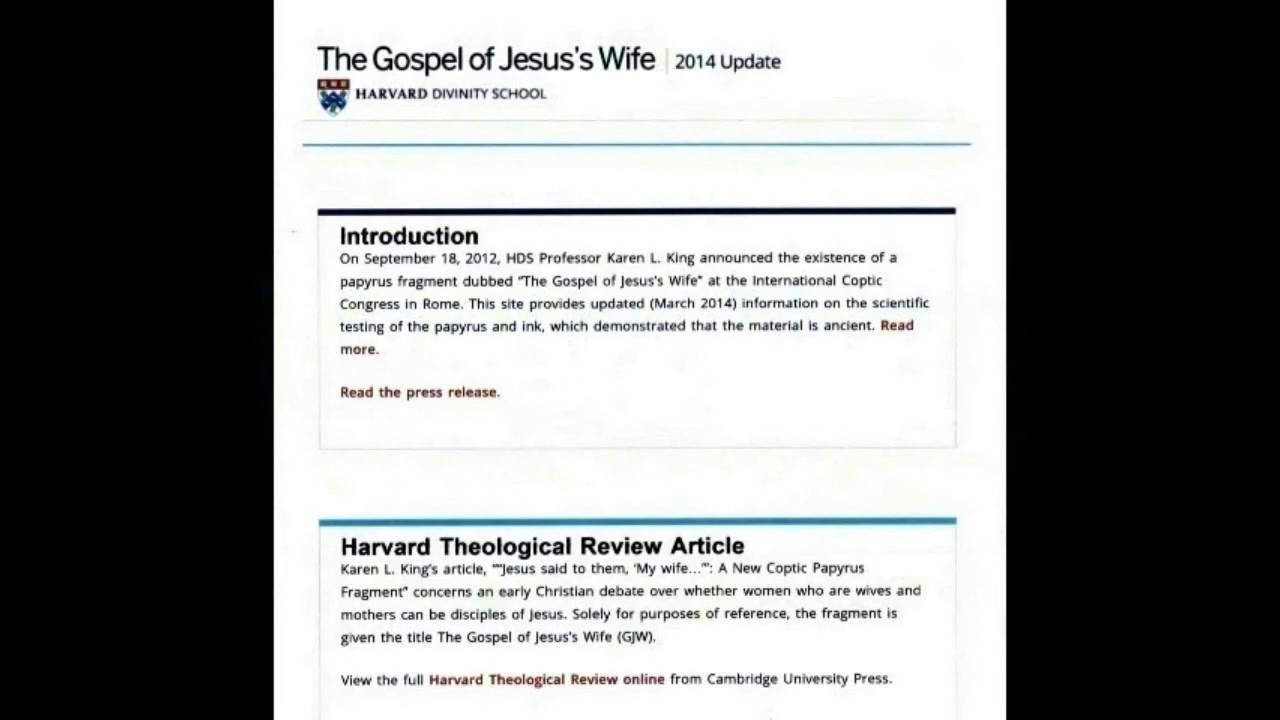 The Gospel of Jesus's Wife | 2014 Update
HARVARD DIVINITY SCHOOL
Introduction
On September 18, 2012, HDS Professor Karen L. King announced the existence of a
papyrus fragment dubbed "The Gospel of Jesus's Wife" at the International Coptic
Congress in Rome. This site provides updated (March 2014) information on the scientific
testing of the papyrus and ink, which demonstrated that the material is ancient. Read
more.
Read the press release.
Harvard Theological Review Article
Karen L. King's article, ""Jesus said to them, 'My wife...'": A New Coptic Papyrus
Fragment" concerns an early Christian debate over whether women who are wives and
mothers can be disciples of Jesus. Solely for purposes of reference, the fragment is
given the title The Gospel of Jesus's Wife (GJW).
View the full Harvard Theological Review online from Cambridge University Press.